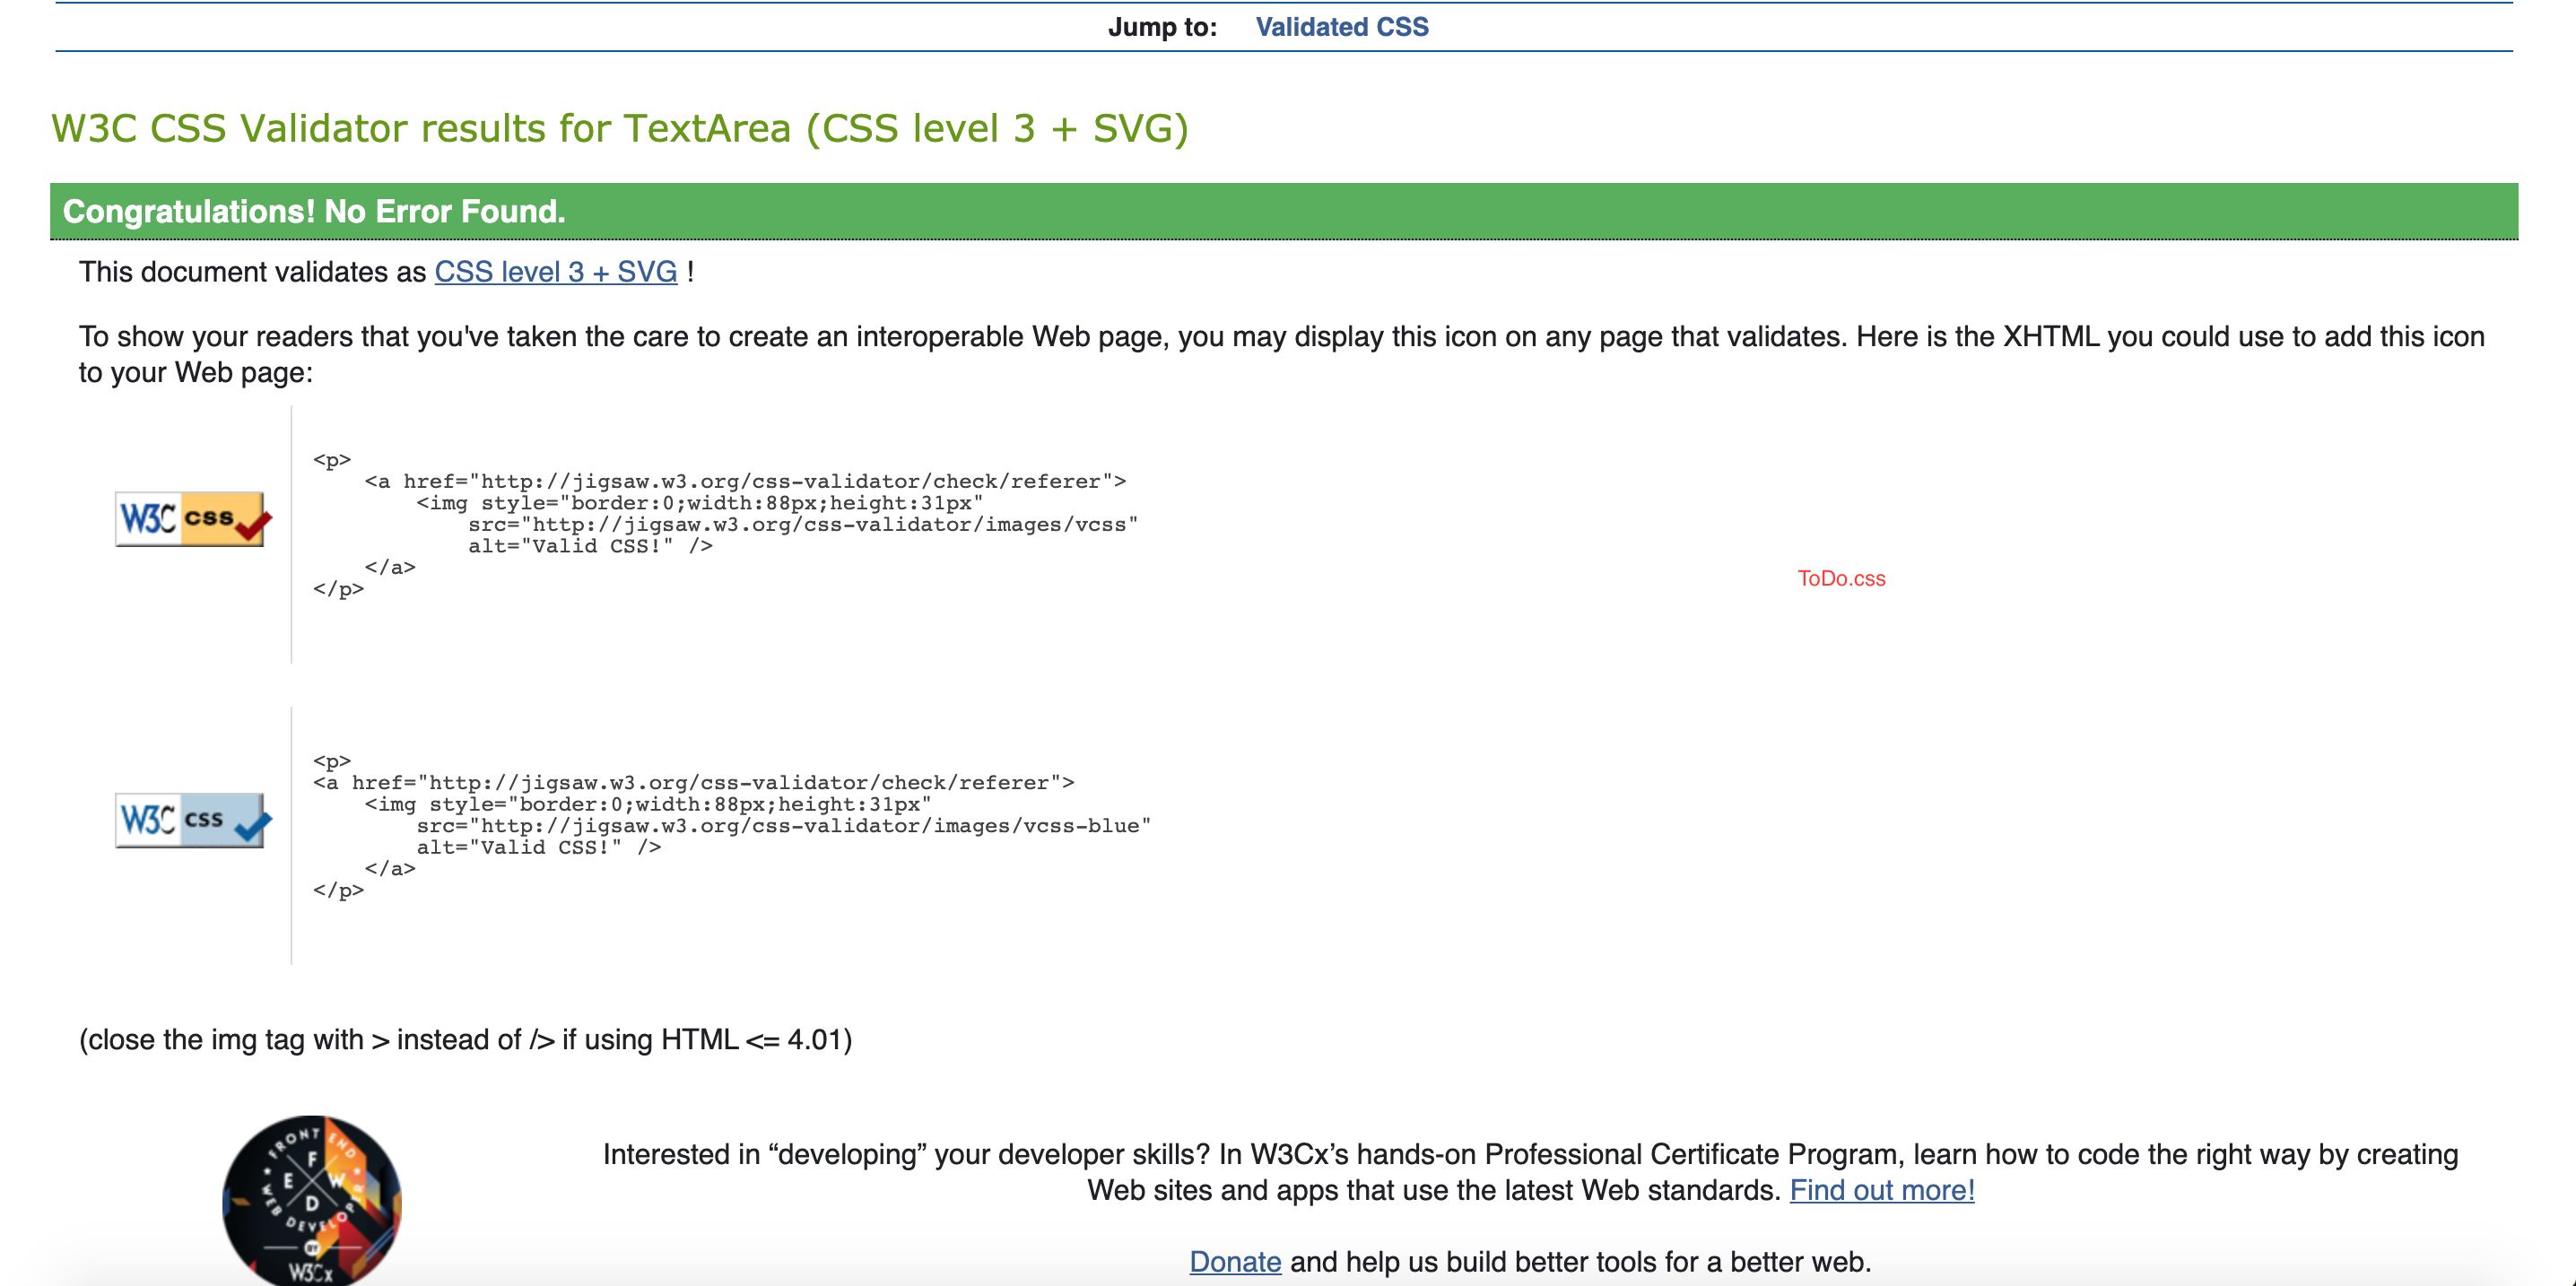 Jump to: Validated CSS
W3C CSS Validator results for TextArea (CSS level 3 + SVG)
Congratulations! No Error Found.
This document validates as CSS level 3 + SVG !
To show your readers that you've taken the care to create an interoperable Web page, you may display this icon on any page that validates. Here is the XHTML you could use to add this icon
to your Web page:
W3C css
<p>
<a href="http://jigsaw.w3.org/css-validator/check/referer">
<img style="border:0;width:88px;height:31px"
src="http://jigsaw.w3.org/css-validator/images/vcss"
alt="Valid CSS!" />
</a>
</p>
ToDo.css
W3C css
<p>
<a href="http://jigsaw.w3.org/css-validator/check/referer">
<img style="border:0;width:88px;height:31px"
src="http://jigsaw.w3.org/css-validator/images/vcss-blue"
alt="Valid CSS!" />
</a>
</p>
(close the img tag with > instead of /> if using HTML <= 4.01)
FRONT END
WEB DEVELOPER
F
E W
D
BY
W3Cx
Interested in “developing” your developer skills? In W3Cx’s hands-on Professional Certificate Program, learn how to code the right way by creating
Web sites and apps that use the latest Web standards. Find out more!
Donate and help us build better tools for a better web.